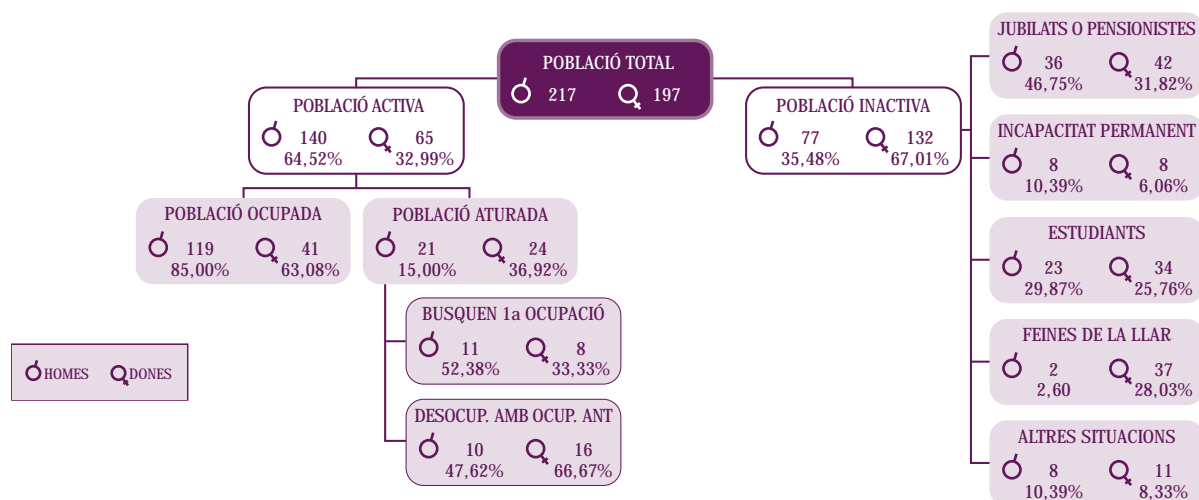 POBLACIÓ TOTAL
217 197
POBLACIÓ ACTIVA
140 65
64,52% 32,99%
POBLACIÓ INACTIVA
77 132
35,48% 67,01%
POBLACIÓ OCUPADA
119 41
85,00% 63,08%
POBLACIÓ ATURADA
21 24
15,00% 36,92%
BUSQUEN 1a OCUPACIÓ
11 8
52,38% 33,33%
DESOCUP. AMB OCUP. ANT
10 16
47,62% 66,67%
JUBILATS O PENSIONISTES
36 42
46,75% 31,82%
INCAPACITAT PERMANENT
8 8
10,39% 6,06%
ESTUDIANTS
23 34
29,87% 25,76%
FEINES DE LA LLAR
2 37
2,60 28,03%
ALTRES SITUACIONS
8 11
10,39% 8,33%
HOMES DONES